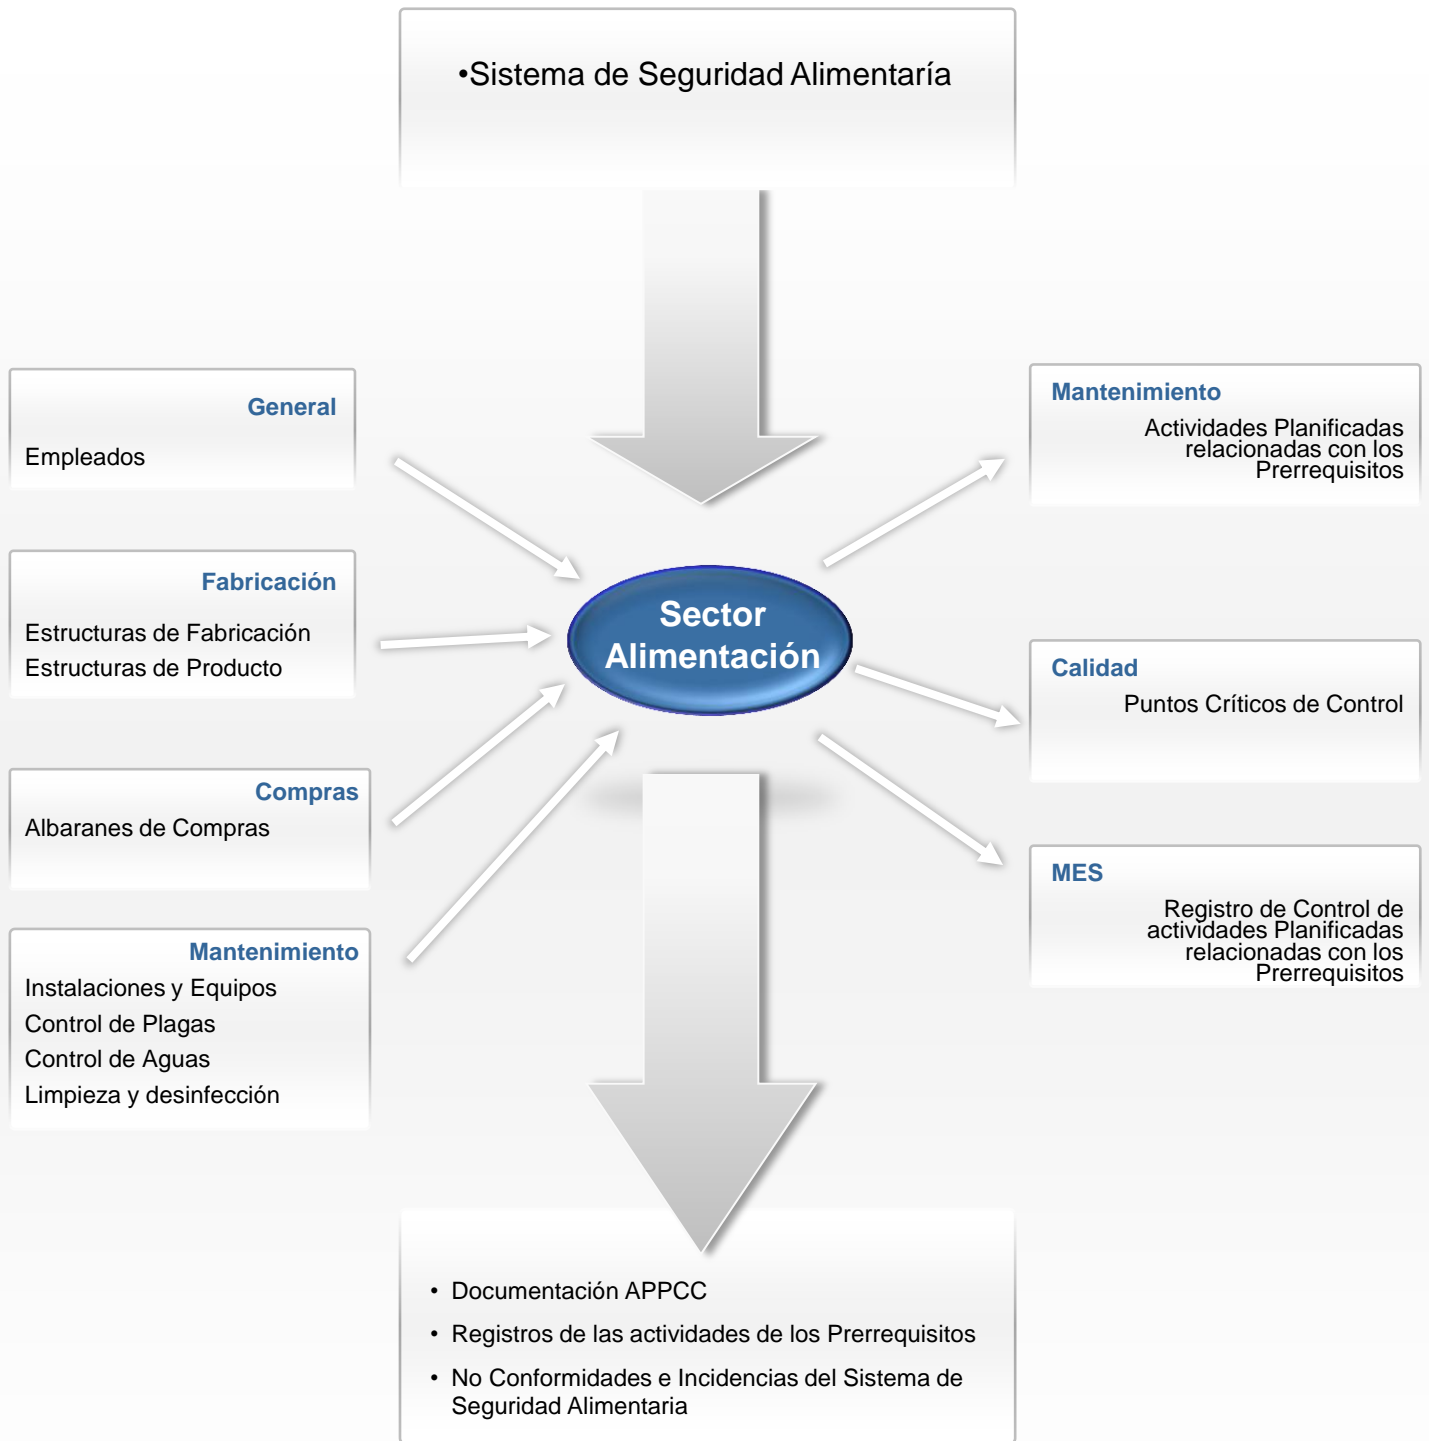 •Sistema de Seguridad Alimentaría
General
Empleados
Fabricación
Estructuras de Fabricación
Estructuras de Producto
Compras
Albaranes de Compras
Mantenimiento
Instalaciones y Equipos
Control de Plagas
Control de Aguas
Limpieza y desinfección
Sector
Alimentación
Mantenimiento
Actividades Planificadas
relacionadas con los
Prerrequisitos
Calidad
Puntos Críticos de Control
MES
Registro de Control de
actividades Planificadas
relacionadas con los
Prerrequisitos
• Documentación APPCC
• Registros de las actividades de los Prerrequisitos
• No Conformidades e Incidencias del Sistema de
Seguridad Alimentaria